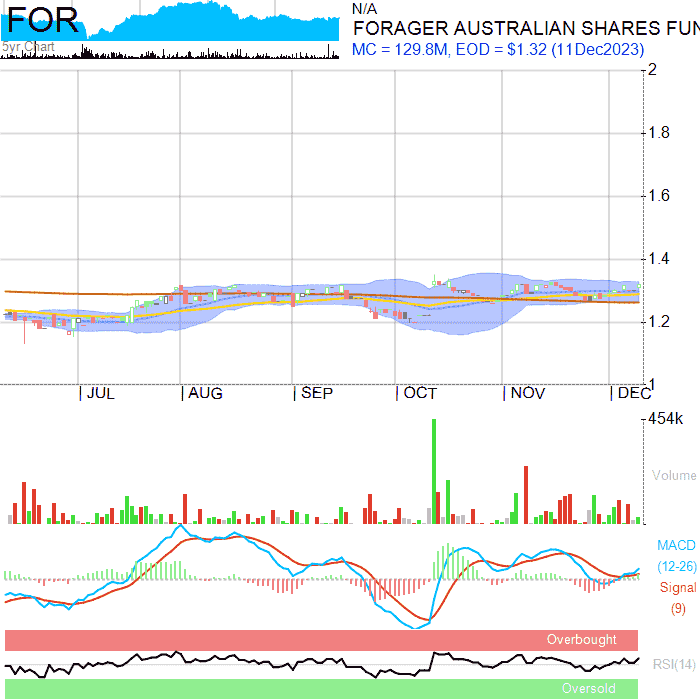 FOR
5yr Chart
N/A
FORAGER AUSTRALIAN SHARES FUN
MC = 129.8M, EOD = $1.32 (11Dec2023)
2
1.8
1.6
1.4
1.2
1
JUL AUG SEP OCT NOV DEC
454k
Volume
MACD
(12-26)
Signal
(9)
Overbought
RSI(14)
Oversold